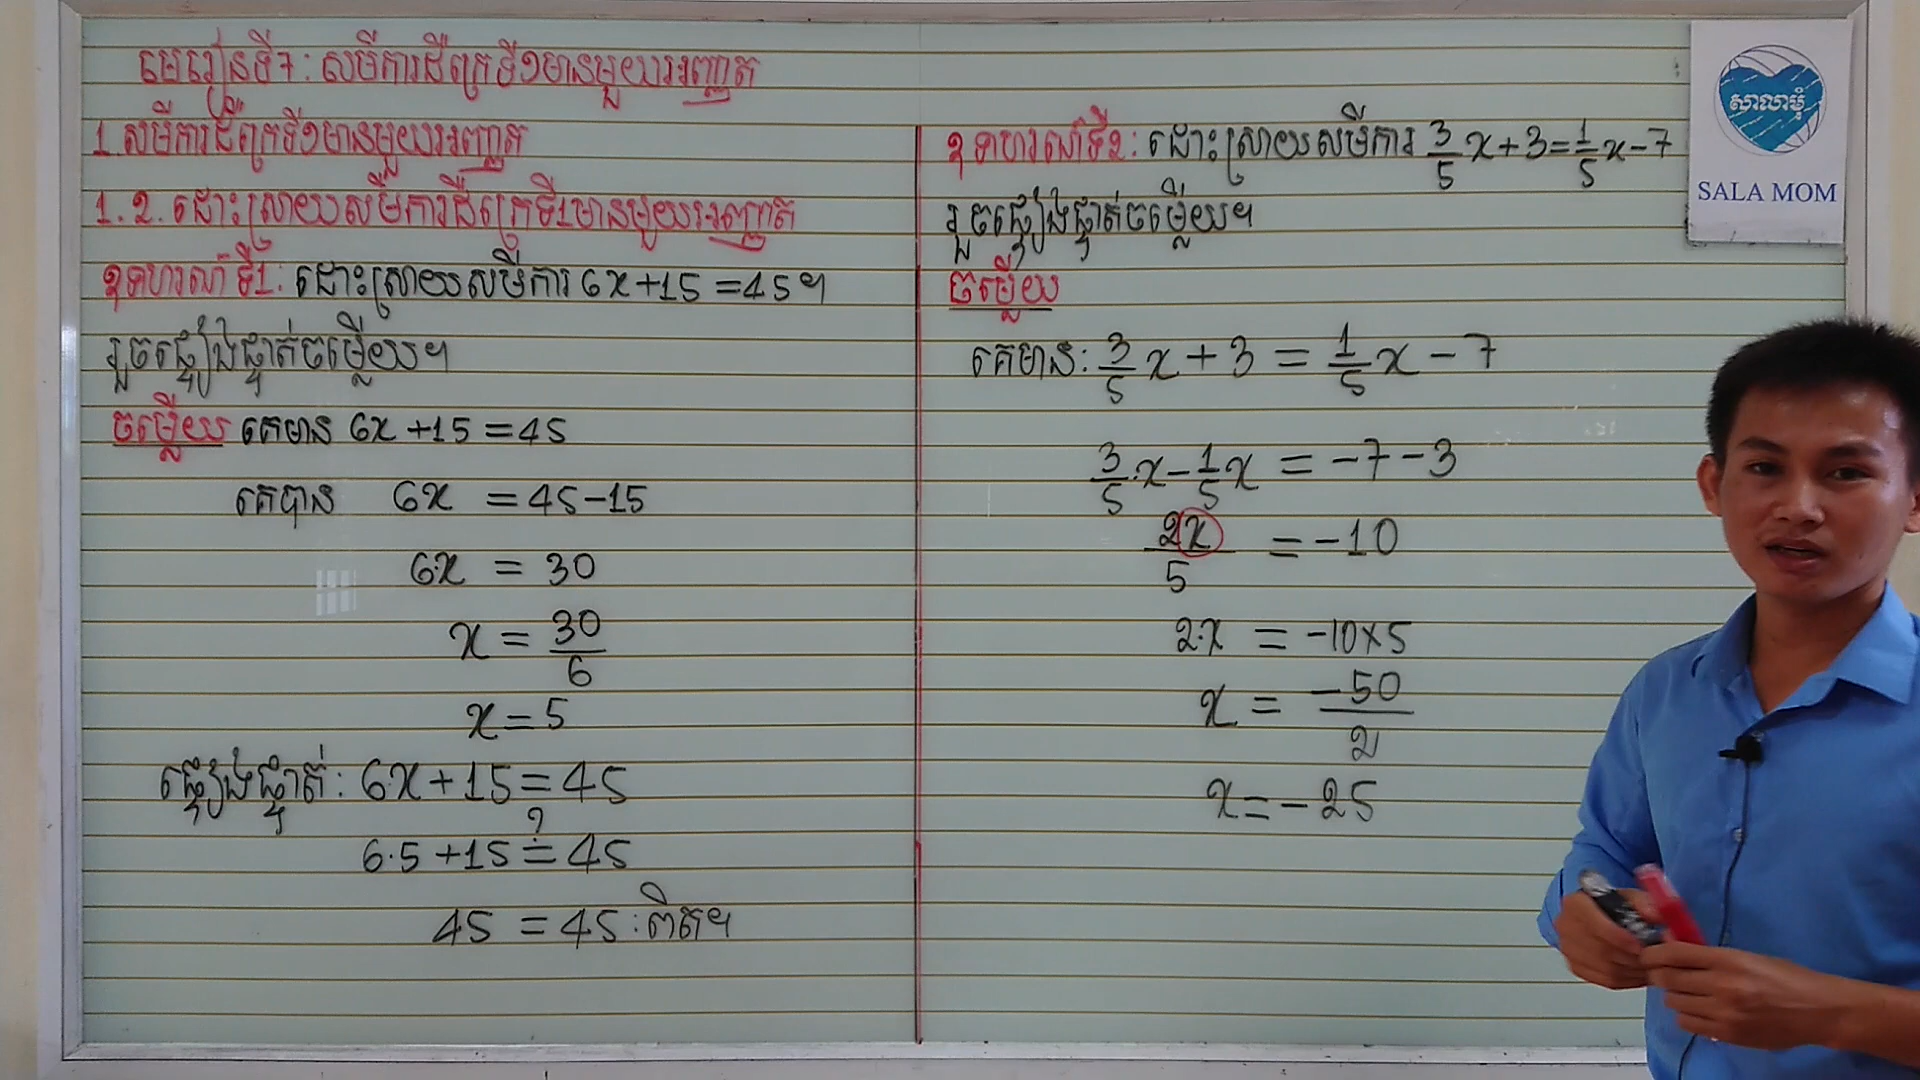 មេរៀនទី7: សមីការដឺក្រេទី១មានមួយអញ្ញាត
1.សមីការដឺក្រេទី១មានមួយអញ្ញាត
1.2.ដោះស្រាយសមីការដឺក្រេទី1មានមួយអញ្ញាត
ឧទាហរណ៍ទី1: ដោះស្រាយសមីការ 6x+15=45។
រួចផ្ទៀងផ្ទាត់ចម្លើយ។
ចម្លើយ គេមាន 6x+15=45
គេបាន 6x = 45-15
6x = 30
x = 30/6
x = 5
ផ្ទៀងផ្ទាត់: 6x+15=45
6·5+15 ≟ 45
45 = 45 : ពិត។
ឧទាហរណ៍ទី2: ដោះស្រាយសមីការ 3/5 x+3=1/5 x-7
រួចផ្ទៀងផ្ទាត់ចម្លើយ។
ចម្លើយ
គេមាន: 3/5 x + 3 = 1/5 x - 7
3/5 x - 1/5 x = -7-3
2x/5 = -10
2x = -10×5
x = -50/2
x = -25
សាលាមុំ
SALA MOM